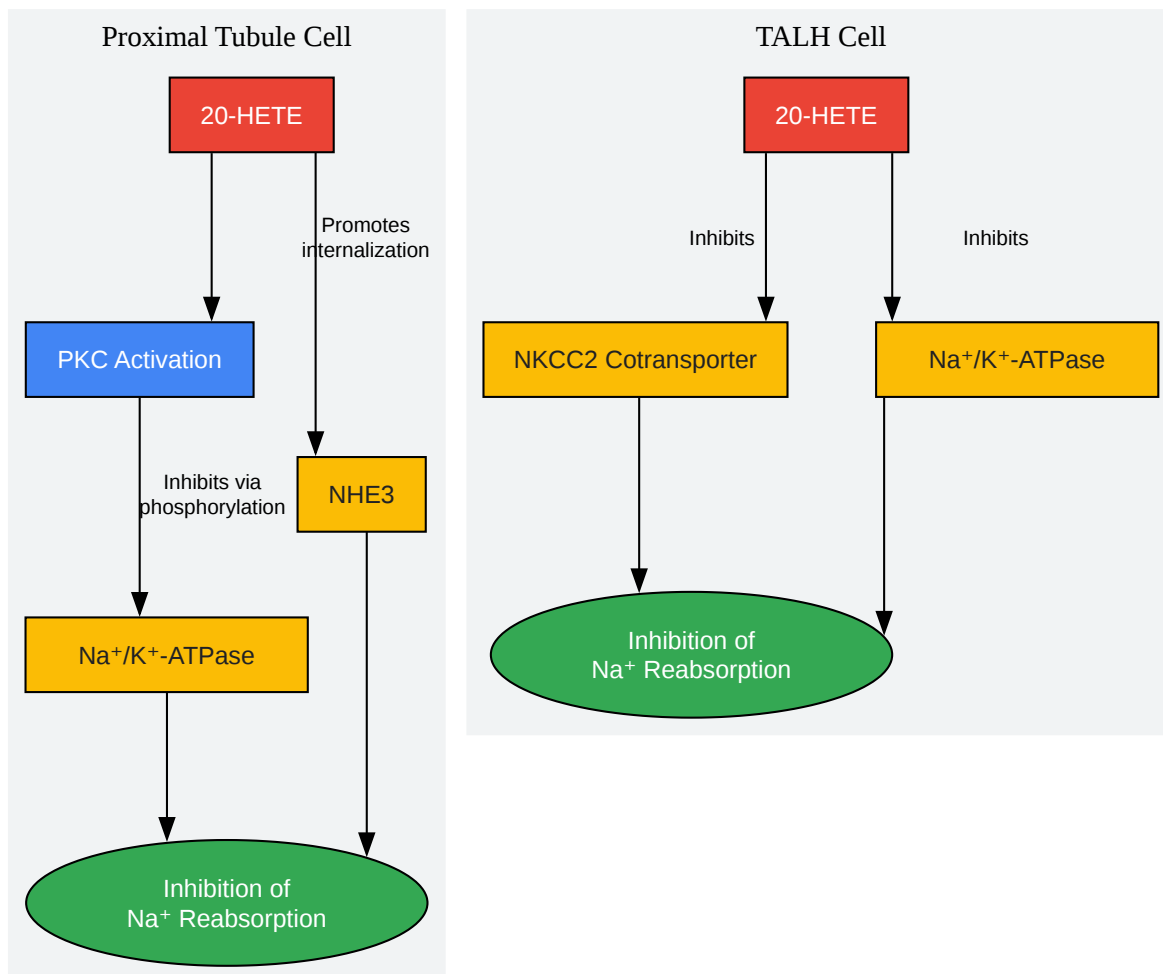 Proximal Tubule Cell
20-HETE
Promotes
internalization
PKC Activation
Inhibits via
phosphorylation
NHE3
Na⁺/K⁺-ATPase
Inhibition of
Na⁺ Reabsorption
TALH Cell
20-HETE
Inhibits
Inhibits
NKCC2 Cotransporter
Na⁺/K⁺-ATPase
Inhibition of
Na⁺ Reabsorption